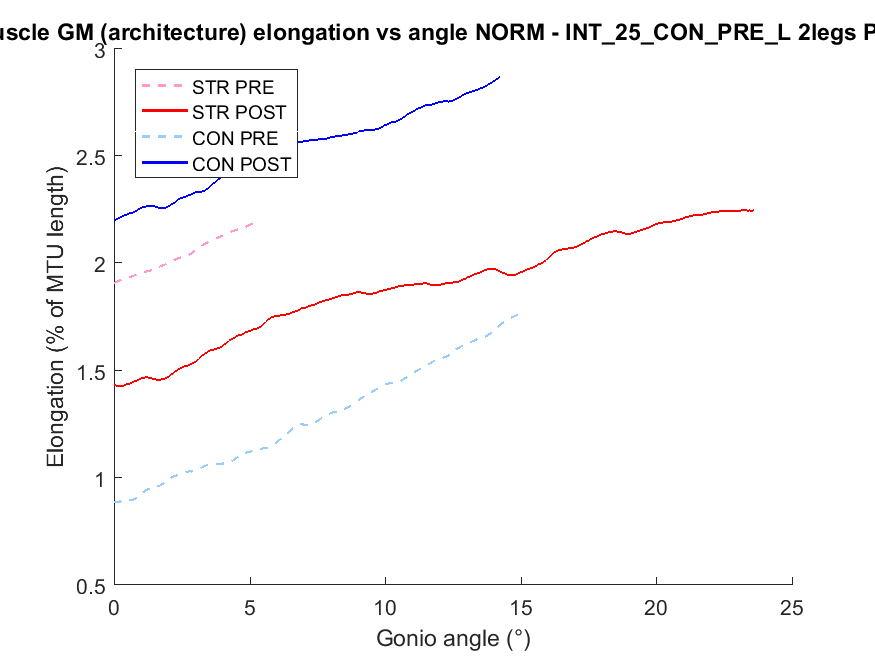 uscle GM (architecture) elongation vs angle NORM - INT_25_CON_PRE_L 2legs P
3
2.5
2
1.5
1
0.5
Elongation (% of MTU length)
STR PRE
STR POST
CON PRE
CON POST
0 5 10 15 20 25
Gonio angle (°)